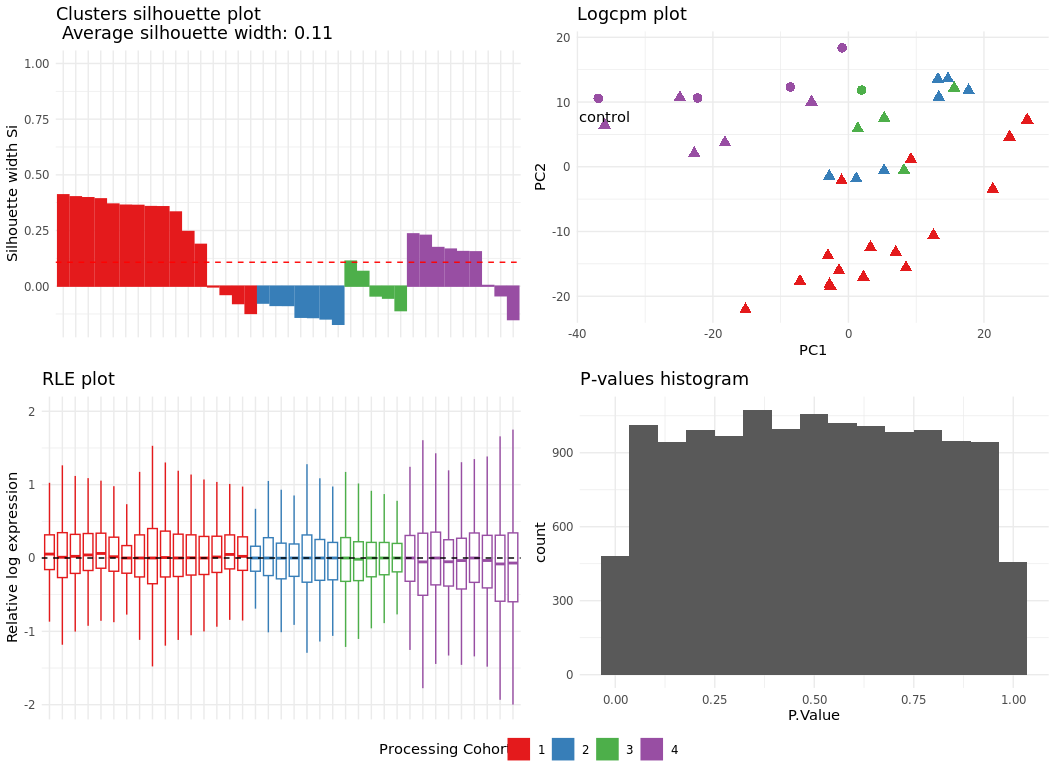 Clusters silhouette plot
Average silhouette width: 0.11
1.00
0.75
0.50
0.25
0.00
Silhouette width Si
Logcpm plot
20
10
0
-10
-20
PC2
control
-40
-20
0
20
PC1
RLE plot
2
1
0
-1
-2
Relative log expression
P-values histogram
900
600
300
0
count
0.00
0.25
0.50
0.75
1.00
P.Value
Processing Cohort 1 2 3 4